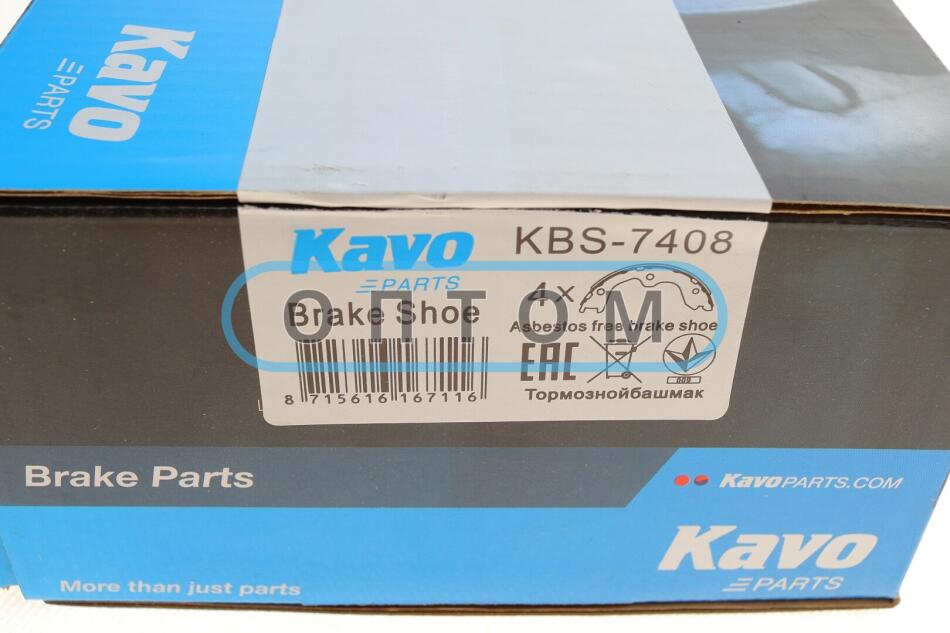 Kavo
PARTS
Kavo
PARTS
KBS-7408
Brake Shoe
4x
Asbestos free brake shoe
EAC
009
8 715616 167116
Тормознойбашмак
ОПТОМ
Brake Parts
KavoPARTS.COM
Kavo
PARTS
More than just parts